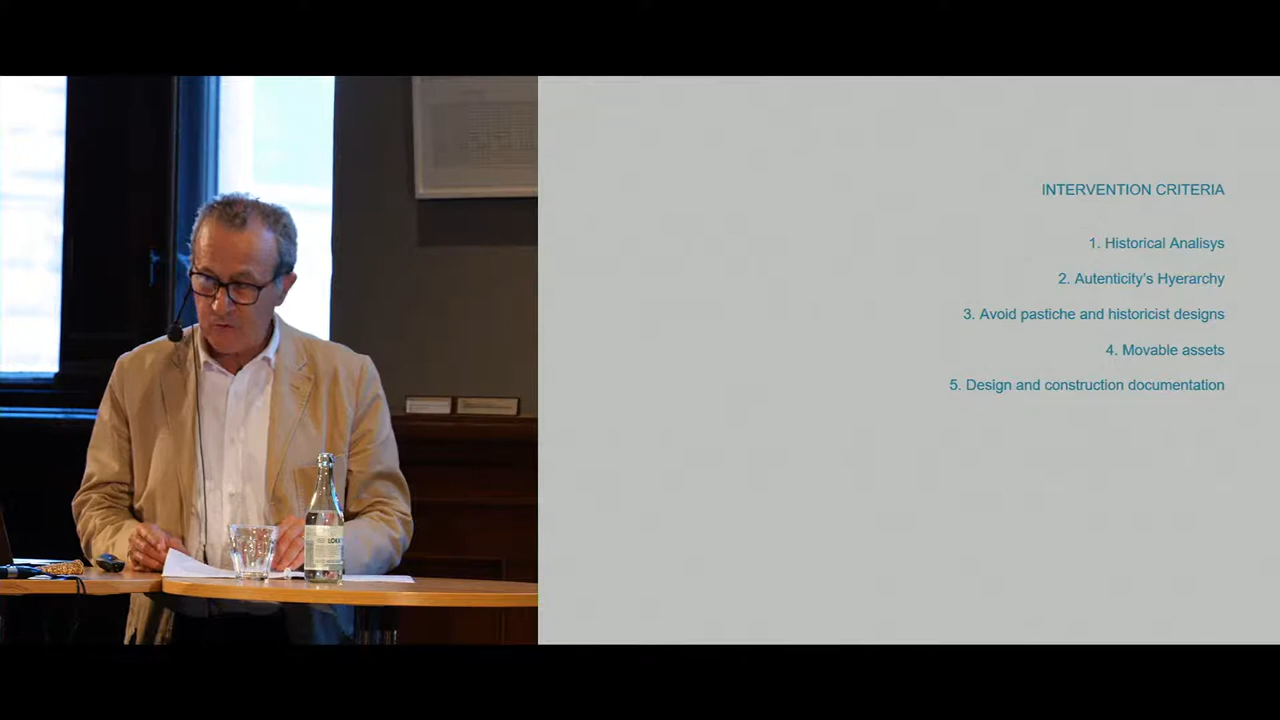 INTERVENTION CRITERIA
1. Historical Analisys
2. Autenticity's Hyerarchy
3. Avoid pastiche and historicist designs
4. Movable assets
5. Design and construction documentation
LOKA